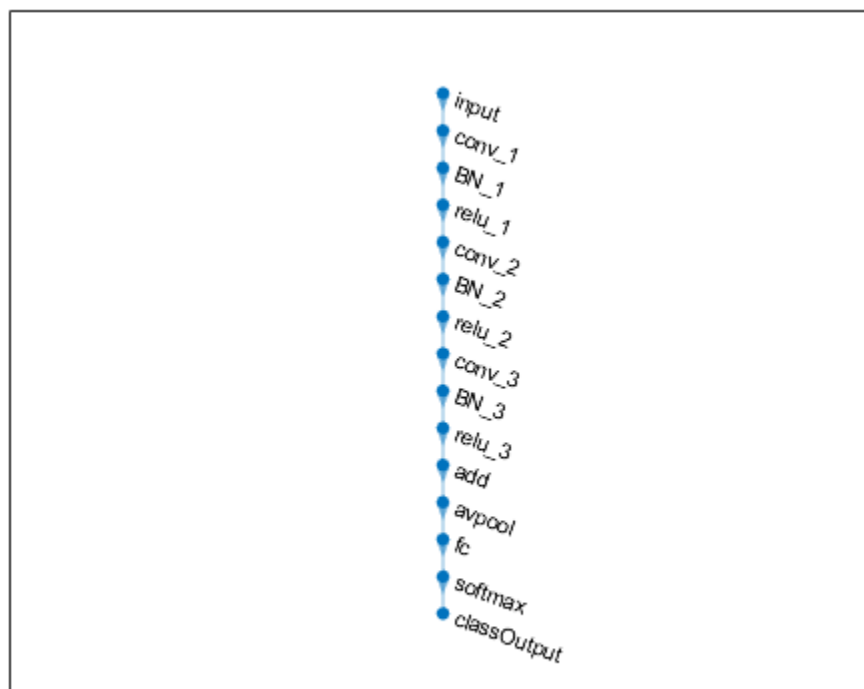 input
conv_1
BN_1
relu_1
conv_2
BN_2
relu_2
conv_3
BN_3
relu_3
add
avpool
fc
softmax
classOutput